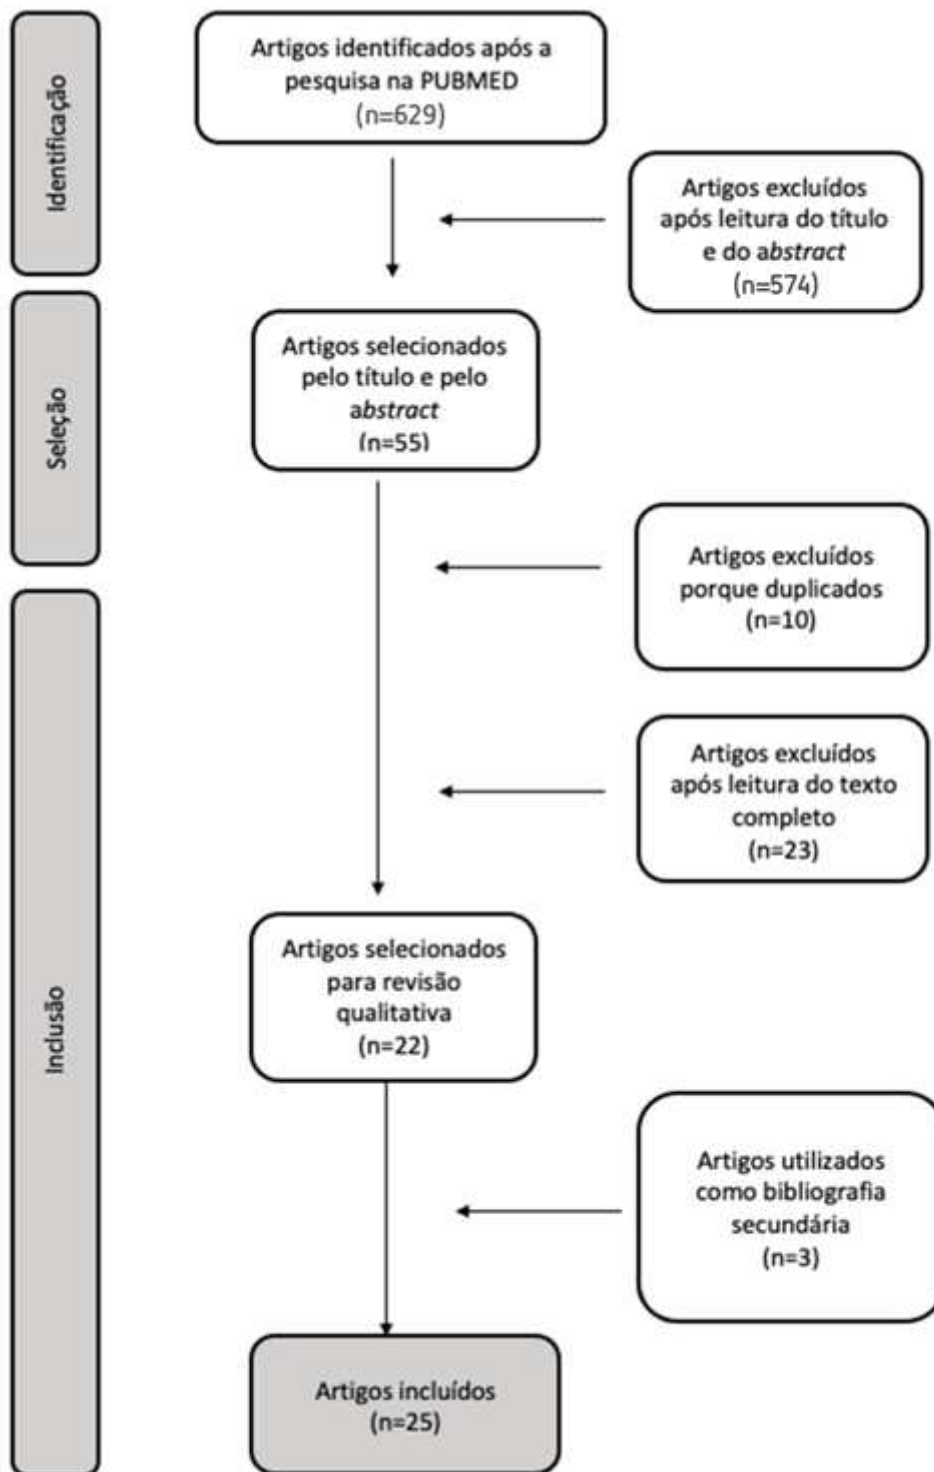 Identificação
Artigos identificados após a
pesquisa na PUBMED
(n=629)
Artigos excluídos
após leitura do título
e do abstract
(n=574)
Seleção
Artigos selecionados
pelo título e pelo
abstract
(n=55)
Artigos excluídos
porque duplicados
(n=10)
Inclusão
Artigos excluídos
após leitura do texto
completo
(n=23)
Artigos selecionados
para revisão
qualitativa
(n=22)
Artigos utilizados
como bibliografia
secundária
(n=3)
Artigos incluídos
(n=25)